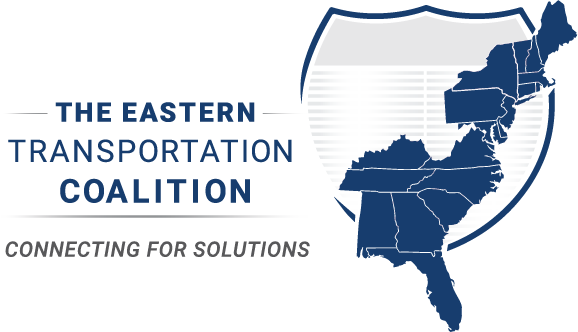 THE EASTERN
TRANSPORTATION
COALITION
CONNECTING FOR SOLUTIONS